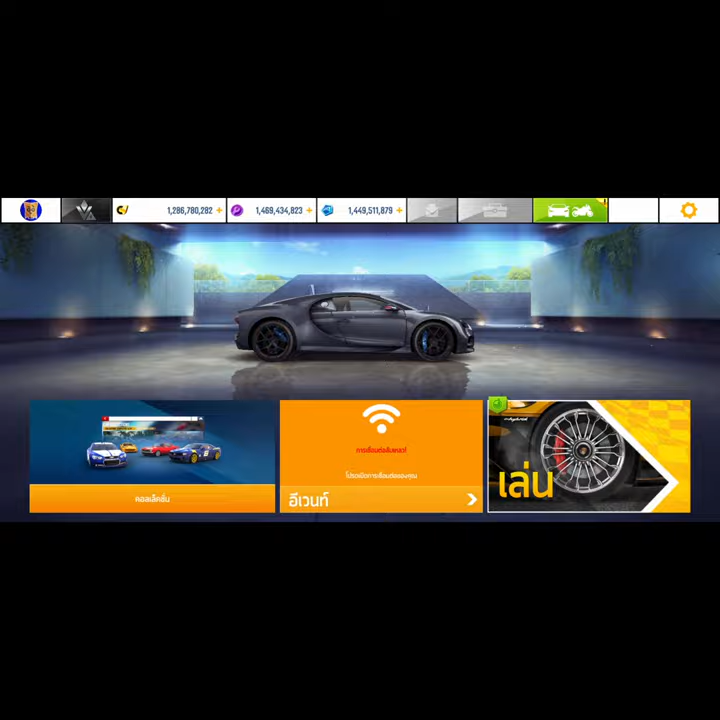 1,286,780,282 +
1,469,434,823 +
1,449,511,879 +
คอลเล็คชั่น
การเชื่อมต่อล้มเหลว!
โปรดเปิดการเชื่อมต่อของคุณ
อีเวนท์
เล่น